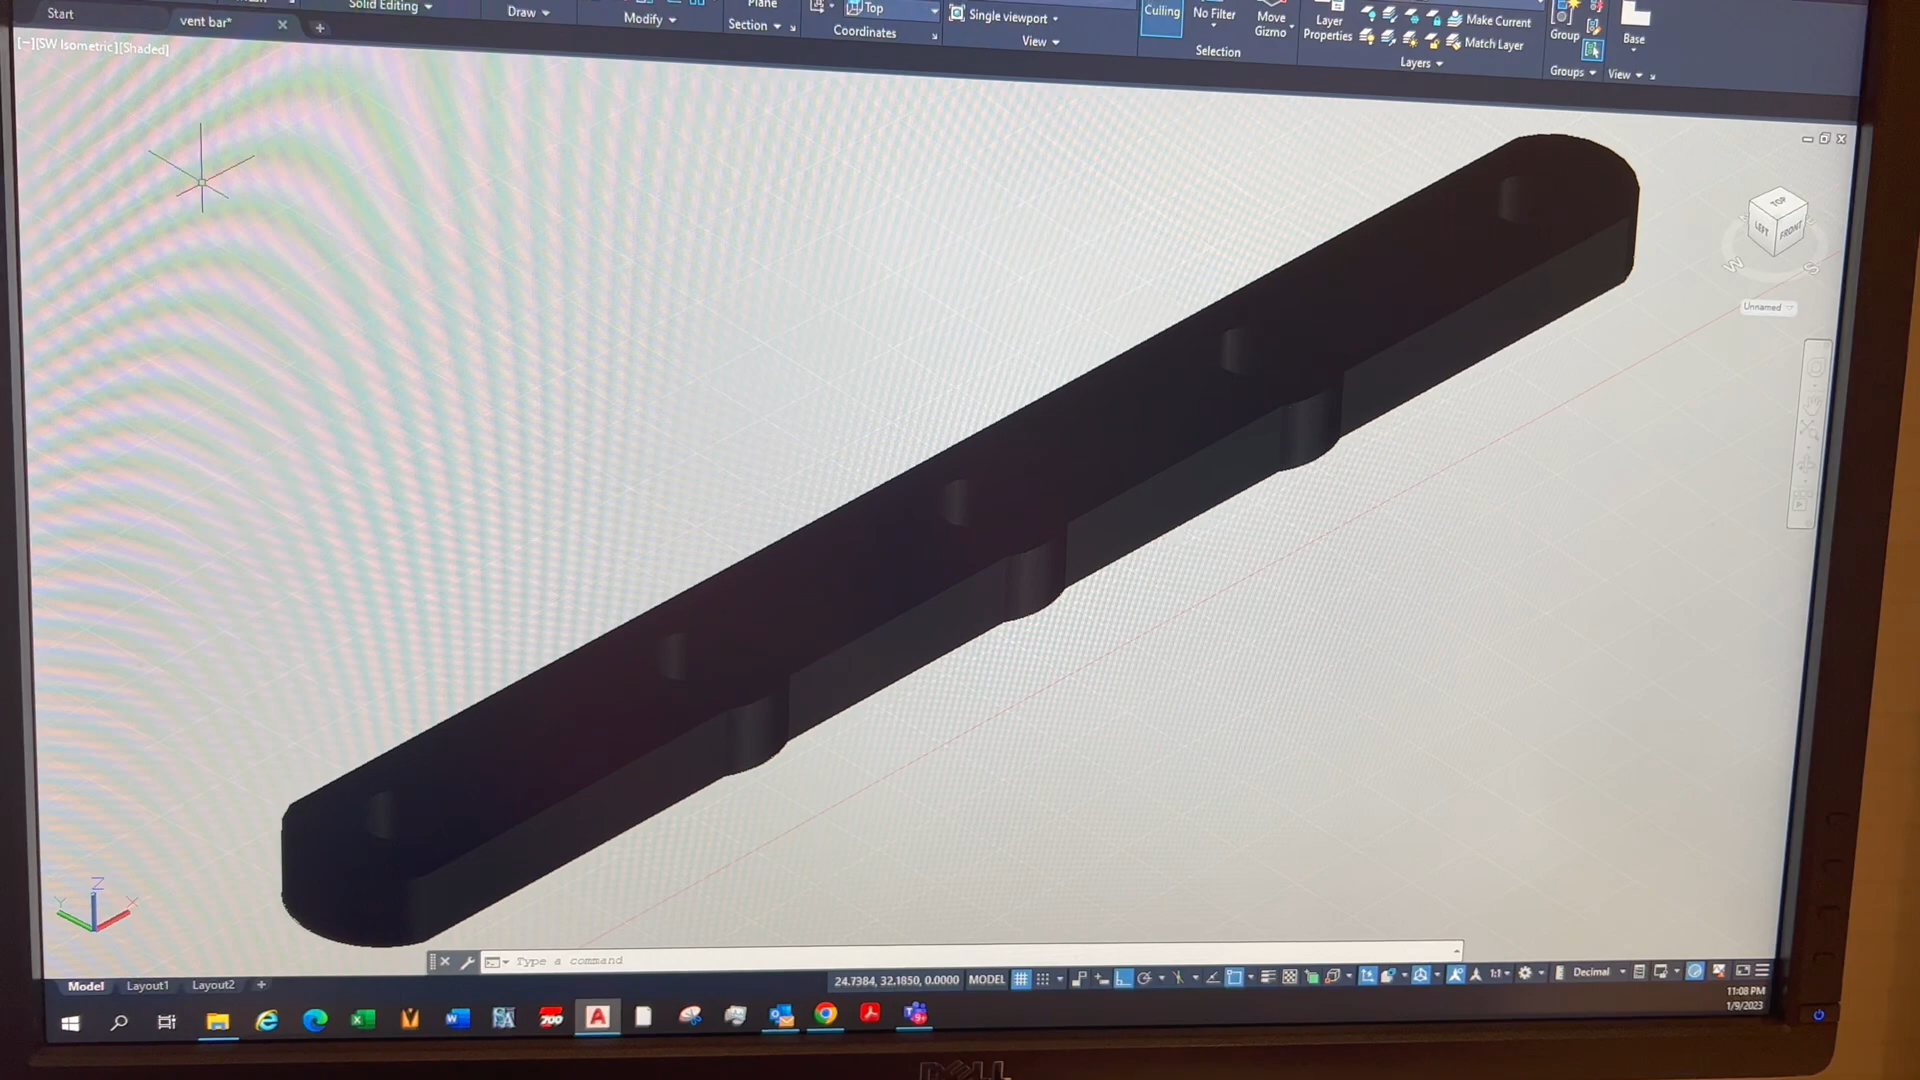 Start
vent bar*
Solid Editing
Draw
Modify
Plane
Section
Top
Coordinates
Single viewport
View
Culling
No Filter
Move
Gizmo
Selection
Layer
Properties
Make Current
Match Layer
Layers
Group
Groups
Base
View
[−][SW Isometric][Shaded]
TOP
LEFT
FRONT
W
S
Unnamed
Z
Y
X
Type a command
Model
Layout1
Layout2
24.7384, 32.1850, 0.0000
MODEL
1:1
Decimal
11:08 PM
1/9/2023
700
DELL